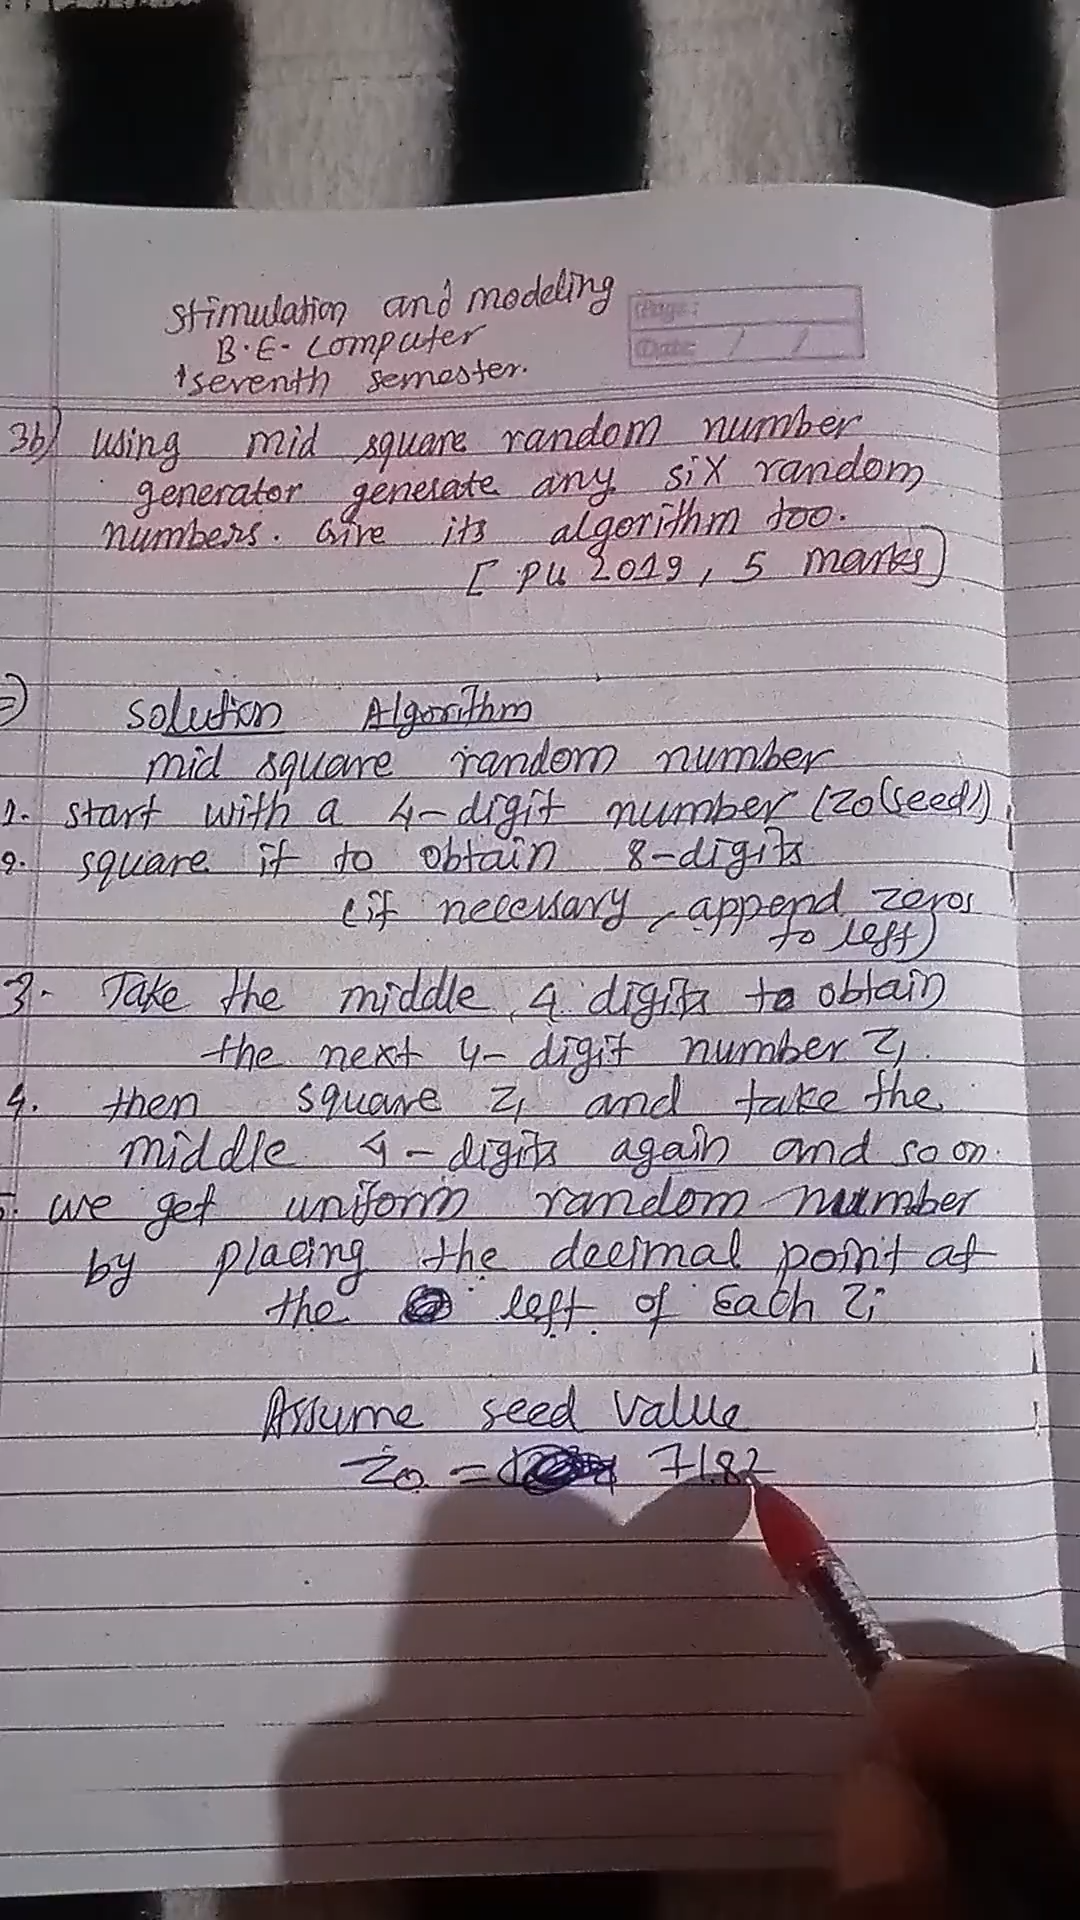 Stimulation and modeling
Page:
B.E. Computer
Date: / /
seventh semester.
3b) using mid square random number
generator generate any six random
numbers. Give its algorithm too.
[PU 2019, 5 marks]
=) Solution Algorithm
mid square random number
1. start with a 4-digit number (Z0(seed))
2. square it to obtain 8-digits
(if necessary, append zeros
to left)
3. Take the middle 4 digits to obtain
the next 4-digit number Z1.
4. then square Z1 and take the
middle 4-digits again and so on.
5. we get uniform random number
by placing the decimal point at
the left of Each Zi
Assume seed value
Z0 = 7182